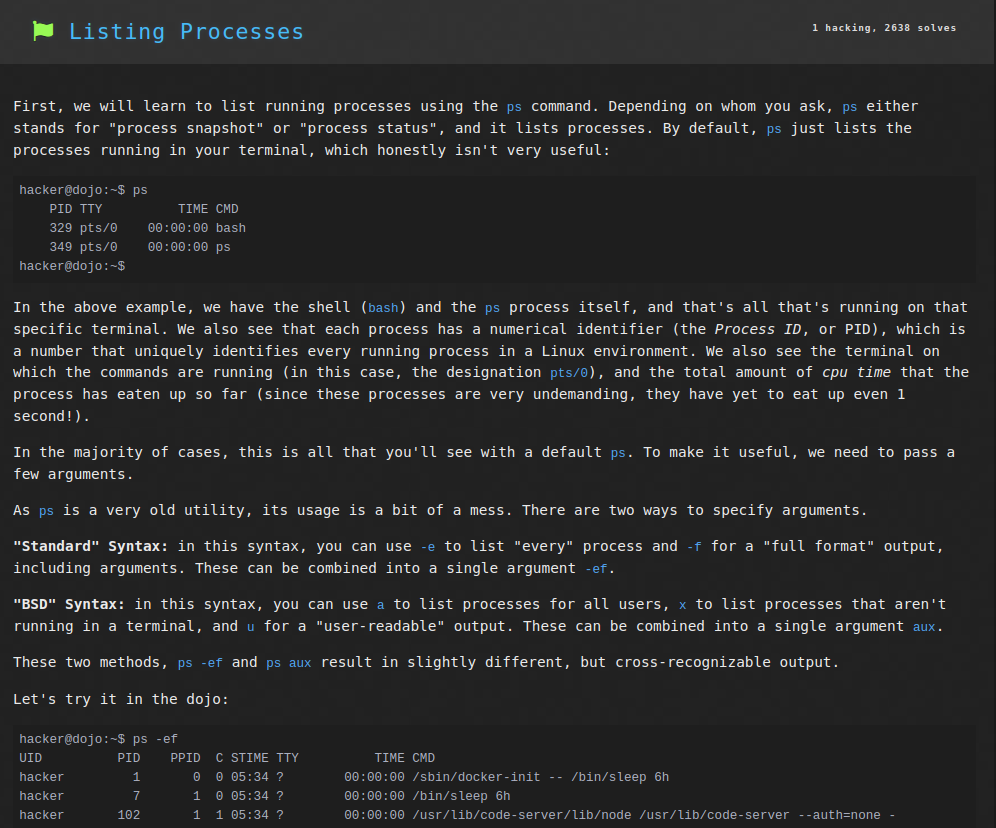 Listing Processes
1 hacking, 2638 solves
First, we will learn to list running processes using the ps command. Depending on whom you ask, ps either
stands for "process snapshot" or "process status", and it lists processes. By default, ps just lists the
processes running in your terminal, which honestly isn't very useful:
hacker@dojo:~$ ps
    PID TTY          TIME CMD
    329 pts/0    00:00:00 bash
    349 pts/0    00:00:00 ps
hacker@dojo:~$
In the above example, we have the shell (bash) and the ps process itself, and that's all that's running on that
specific terminal. We also see that each process has a numerical identifier (the Process ID, or PID), which is
a number that uniquely identifies every running process in a Linux environment. We also see the terminal on
which the commands are running (in this case, the designation pts/0), and the total amount of cpu time that the
process has eaten up so far (since these processes are very undemanding, they have yet to eat up even 1
second!).
In the majority of cases, this is all that you'll see with a default ps. To make it useful, we need to pass a
few arguments.
As ps is a very old utility, its usage is a bit of a mess. There are two ways to specify arguments.
"Standard" Syntax: in this syntax, you can use -e to list "every" process and -f for a "full format" output,
including arguments. These can be combined into a single argument -ef.
"BSD" Syntax: in this syntax, you can use a to list processes for all users, x to list processes that aren't
running in a terminal, and u for a "user-readable" output. These can be combined into a single argument aux.
These two methods, ps -ef and ps aux result in slightly different, but cross-recognizable output.
Let's try it in the dojo:
hacker@dojo:~$ ps -ef
UID          PID    PPID  C STIME TTY          TIME CMD
hacker         1       0  0 05:34 ?        00:00:00 /sbin/docker-init -- /bin/sleep 6h
hacker         7       1  0 05:34 ?        00:00:00 /bin/sleep 6h
hacker       102       1  1 05:34 ?        00:00:00 /usr/lib/code-server/lib/node /usr/lib/code-server --auth=none -